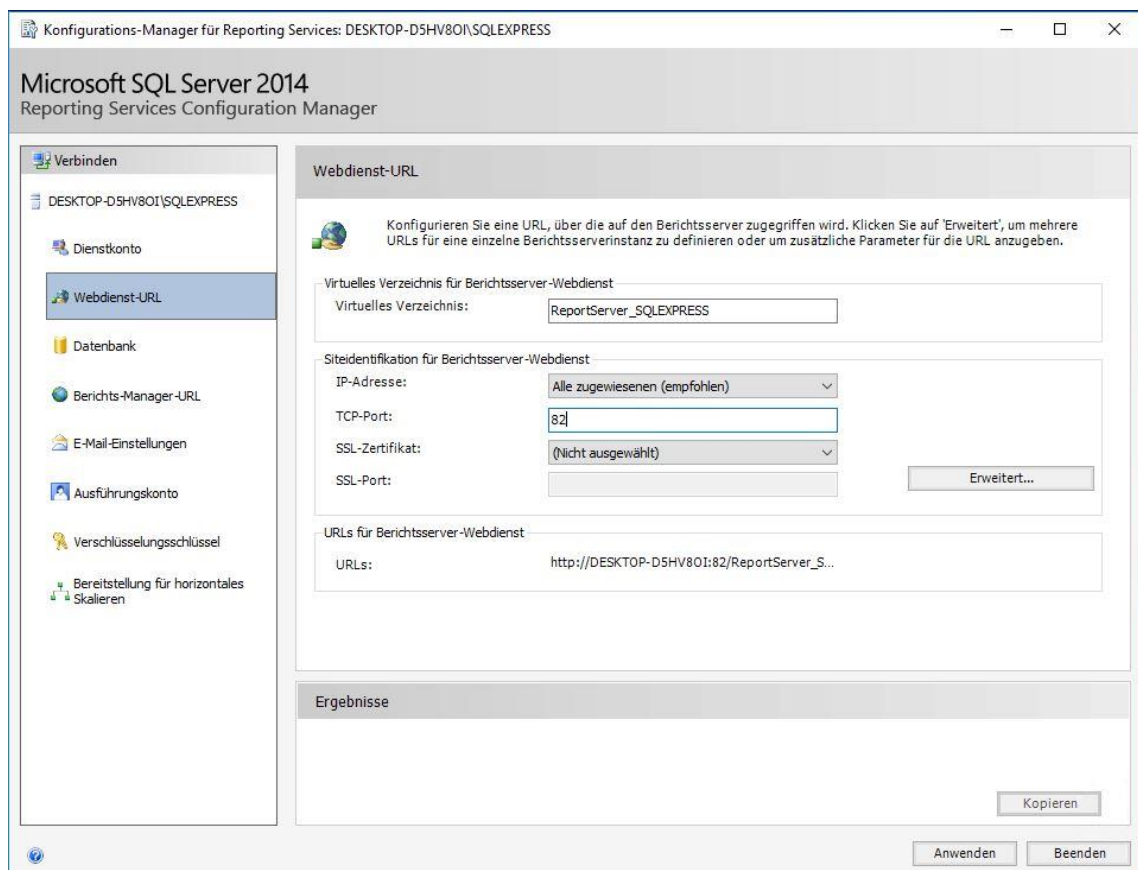 Konfigurations-Manager für Reporting Services: DESKTOP-D5HV8OI\SQLEXPRESS
Microsoft SQL Server 2014
Reporting Services Configuration Manager
Verbinden
DESKTOP-D5HV8OI\SQLEXPRESS
Dienstkonto
Webdienst-URL
Datenbank
Berichts-Manager-URL
E-Mail-Einstellungen
Ausführungskonto
Verschlüsselungsschlüssel
Bereitstellung für horizontales
Skalieren
Webdienst-URL
Konfigurieren Sie eine URL, über die auf den Berichtsserver zugegriffen wird. Klicken Sie auf 'Erweitert', um mehrere
URLs für eine einzelne Berichtsserverinstanz zu definieren oder um zusätzliche Parameter für die URL anzugeben.
Virtuelles Verzeichnis für Berichtsserver-Webdienst
Virtuelles Verzeichnis: ReportServer_SQLEXPRESS
Siteidentifikation für Berichtsserver-Webdienst
IP-Adresse: Alle zugewiesenen (empfohlen)
TCP-Port: 82
SSL-Zertifikat: (Nicht ausgewählt)
SSL-Port:
Erweitert...
URLs für Berichtsserver-Webdienst
URLs: http://DESKTOP-D5HV8OI:82/ReportServer_S...
Ergebnisse
Kopieren
Anwenden
Beenden